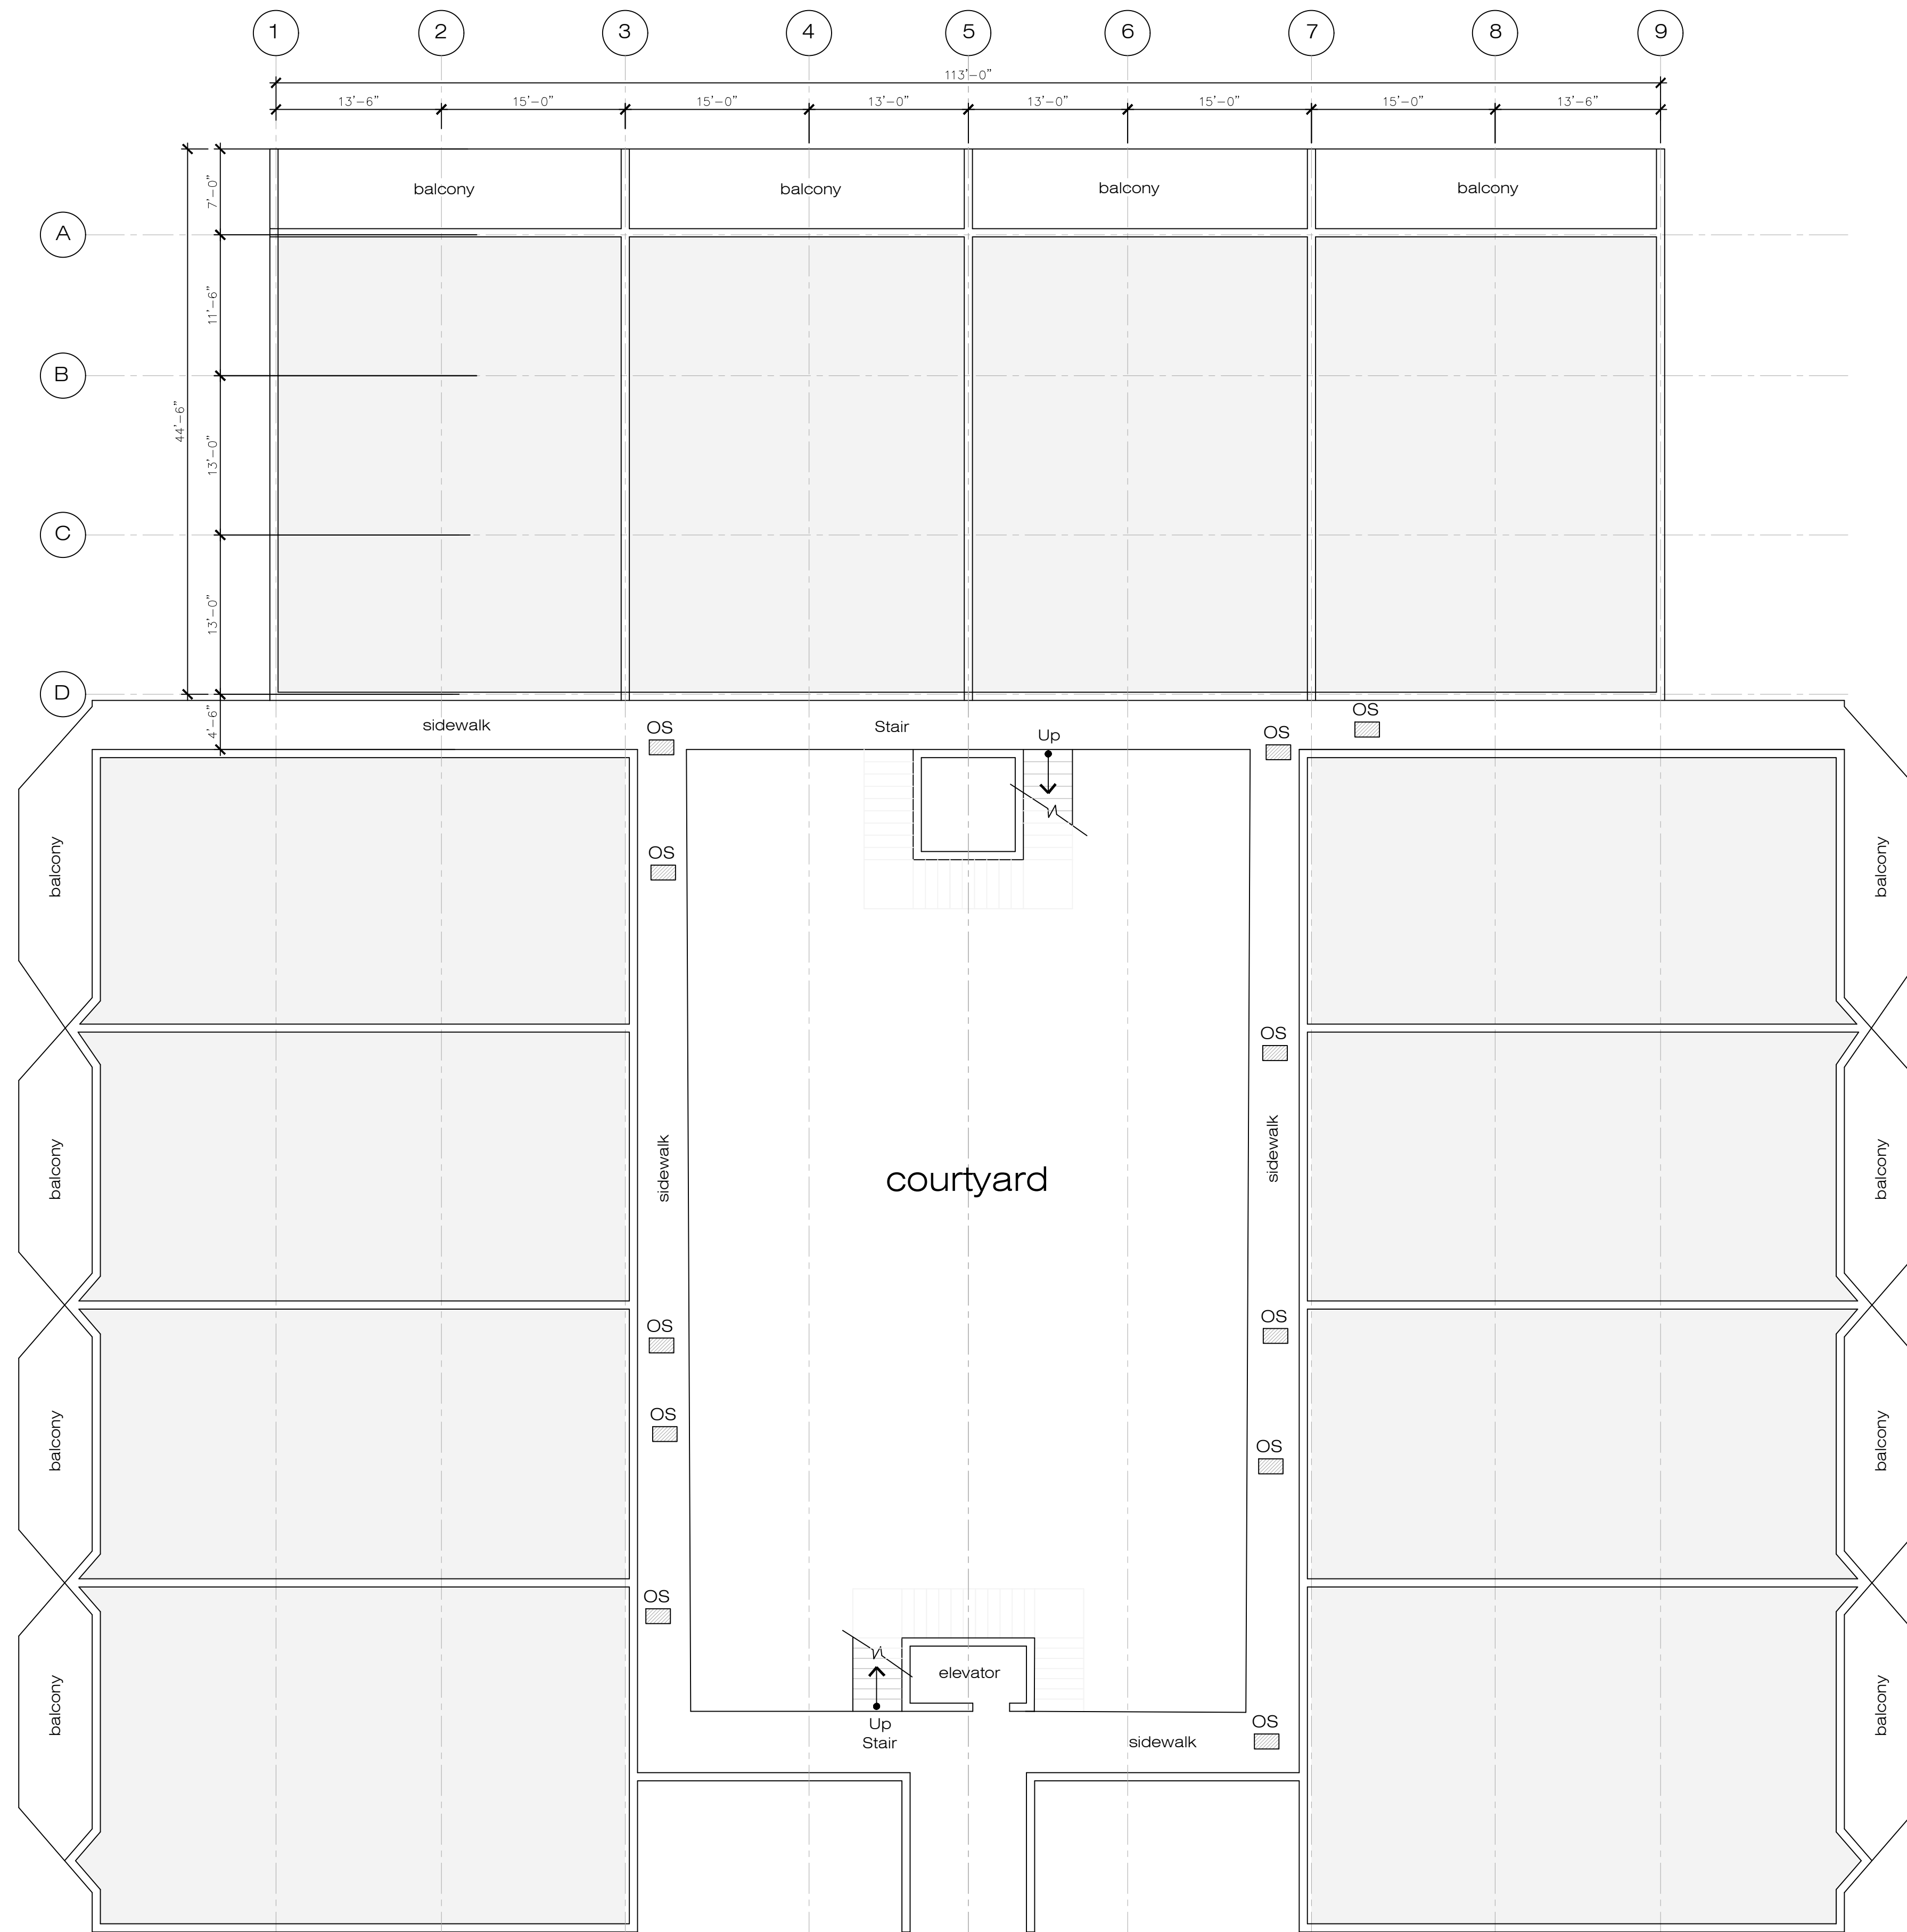 1 2 3 4 5 6 7 8 9
113'-0"
13'-6" 15'-0" 15'-0" 13'-0" 13'-0" 15'-0" 15'-0" 13'-6"
balcony balcony balcony balcony
7'-0"
A
11'-6"
B
44'-6"
13'-0"
C
13'-0"
D
4'-6"
sidewalk
OS
Stair
Up
OS
OS
OS
balcony
balcony
OS
sidewalk
courtyard
sidewalk
balcony
balcony
OS
OS
OS
OS
balcony
balcony
OS
elevator
balcony
balcony
Up
Stair
sidewalk
OS